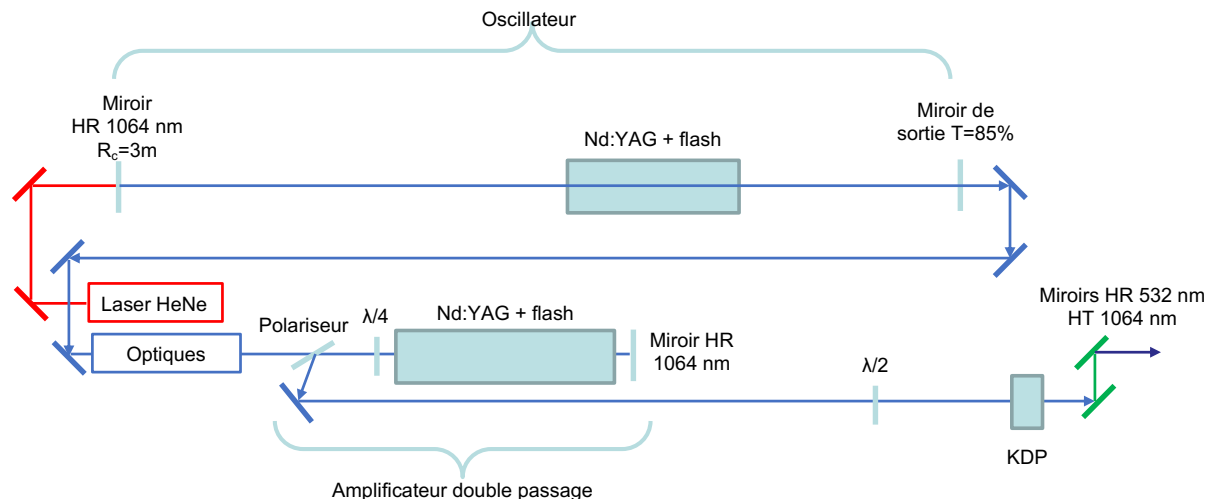 Oscillateur
Miroir
HR 1064 nm
Rc=3m
Nd:YAG + flash
Miroir de
sortie T=85%
Laser HeNe
Optiques
Polariseur
λ/4
Nd:YAG + flash
Miroir HR
1064 nm
λ/2
Miroirs HR 532 nm
HT 1064 nm
KDP
Amplificateur double passage